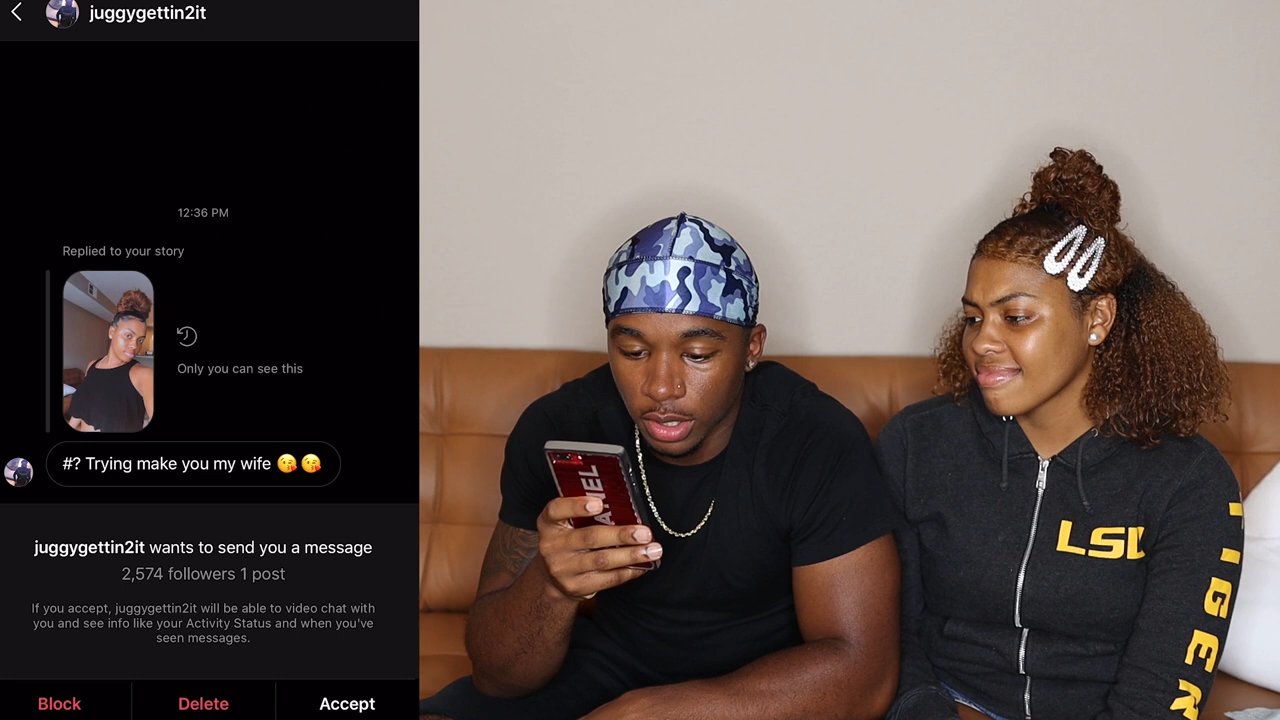 juggygettin2it
12:36 PM
Replied to your story
Only you can see this
#? Trying make you my wife 😘😘
juggygettin2it wants to send you a message
2,574 followers 1 post
If you accept, juggygettin2it will be able to video chat with
you and see info like your Activity Status and when you've
seen messages.
Block
Delete
Accept
ANEL
LSU
TIGER